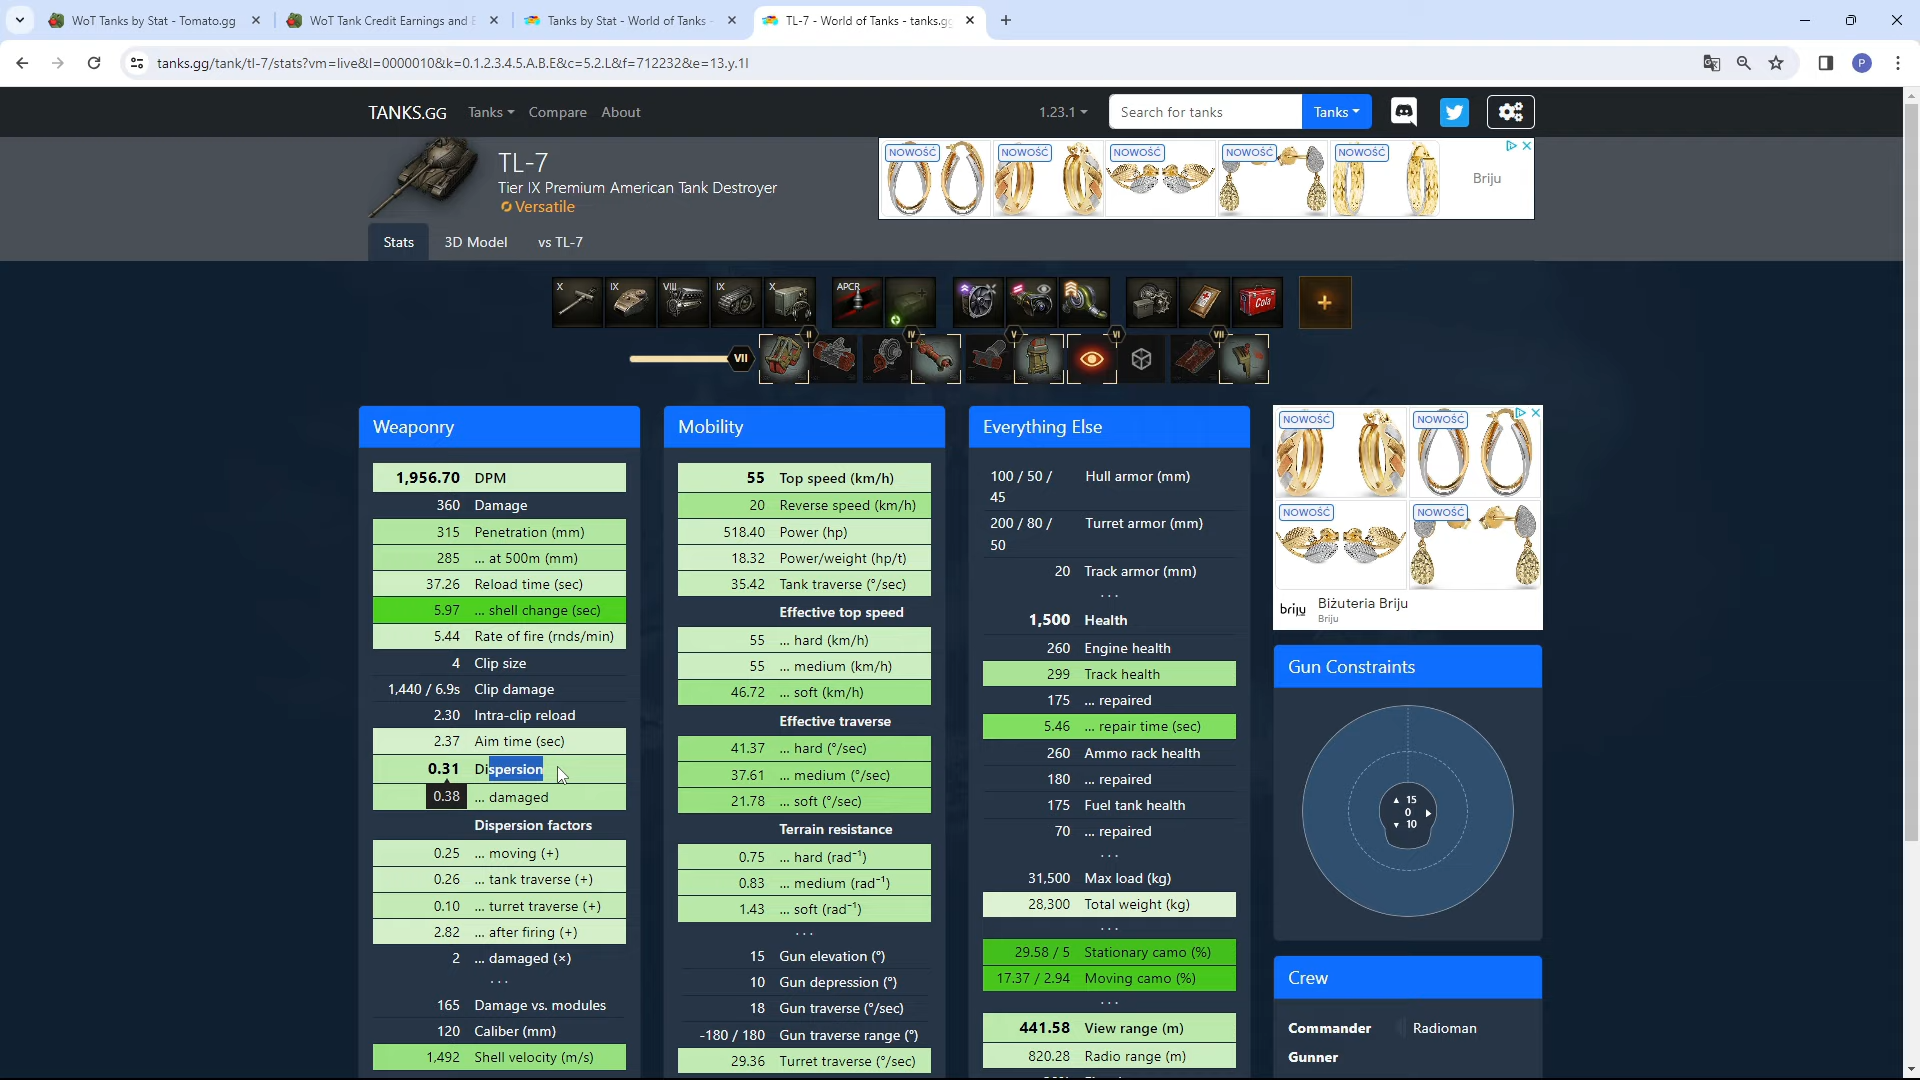 WoT Tanks by Stat - Tomato.gg
WoT Tank Credit Earnings and E
Tanks by Stat - World of Tanks -
TL-7 - World of Tanks - tanks.gg
tanks.gg/tank/tl-7/stats?vm=live&l=0000010&k=0.1.2.3.4.5.A.B.E&c=5.2.L&f=712232&e=13.y.1l
P
TANKS.GG
Tanks
Compare
About
1.23.1
Search for tanks
Tanks
TL-7
Tier IX Premium American Tank Destroyer
Versatile
NOWOŚĆ
NOWOŚĆ
NOWOŚĆ
NOWOŚĆ
NOWOŚĆ
Briju
Stats
3D Model
vs TL-7
X
IX
VIII
IX
X
APCR
Cola
+
VII
II
IV
V
VI
VII
Weaponry
1,956.70 DPM
360 Damage
315 Penetration (mm)
285 ... at 500m (mm)
37.26 Reload time (sec)
5.97 ... shell change (sec)
5.44 Rate of fire (rnds/min)
4 Clip size
1,440 / 6.9s Clip damage
2.30 Intra-clip reload
2.37 Aim time (sec)
0.31 Dispersion
0.38 ... damaged
Dispersion factors
0.25 ... moving (+)
0.26 ... tank traverse (+)
0.10 ... turret traverse (+)
2.82 ... after firing (+)
2 ... damaged (×)
...
165 Damage vs. modules
120 Caliber (mm)
1,492 Shell velocity (m/s)
Mobility
55 Top speed (km/h)
20 Reverse speed (km/h)
518.40 Power (hp)
18.32 Power/weight (hp/t)
35.42 Tank traverse (°/sec)
Effective top speed
55 ... hard (km/h)
55 ... medium (km/h)
46.72 ... soft (km/h)
Effective traverse
41.37 ... hard (°/sec)
37.61 ... medium (°/sec)
21.78 ... soft (°/sec)
Terrain resistance
0.75 ... hard (rad⁻¹)
0.83 ... medium (rad⁻¹)
1.43 ... soft (rad⁻¹)
...
15 Gun elevation (°)
10 Gun depression (°)
18 Gun traverse (°/sec)
-180 / 180 Gun traverse range (°)
29.36 Turret traverse (°/sec)
Everything Else
100 / 50 / Hull armor (mm)
45
200 / 80 / Turret armor (mm)
50
20 Track armor (mm)
...
1,500 Health
260 Engine health
299 Track health
175 ... repaired
5.46 ... repair time (sec)
260 Ammo rack health
180 ... repaired
175 Fuel tank health
70 ... repaired
...
31,500 Max load (kg)
28,300 Total weight (kg)
...
29.58 / 5 Stationary camo (%)
17.37 / 2.94 Moving camo (%)
...
441.58 View range (m)
820.28 Radio range (m)
NOWOŚĆ
NOWOŚĆ
NOWOŚĆ
NOWOŚĆ
briju
Biżuteria Briju
Briju
Gun Constraints
15
0
10
Crew
Commander Radioman
Gunner